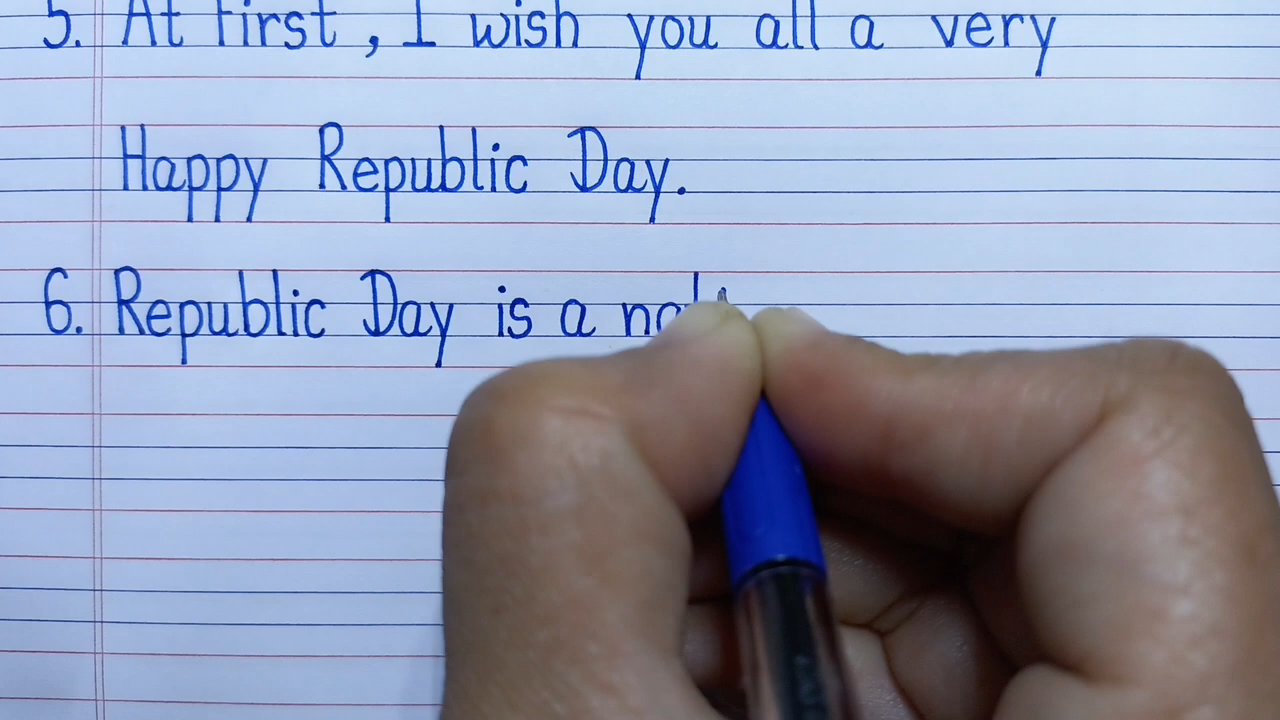 5. At first, I wish you all a very
Happy Republic Day.
6. Republic Day is a